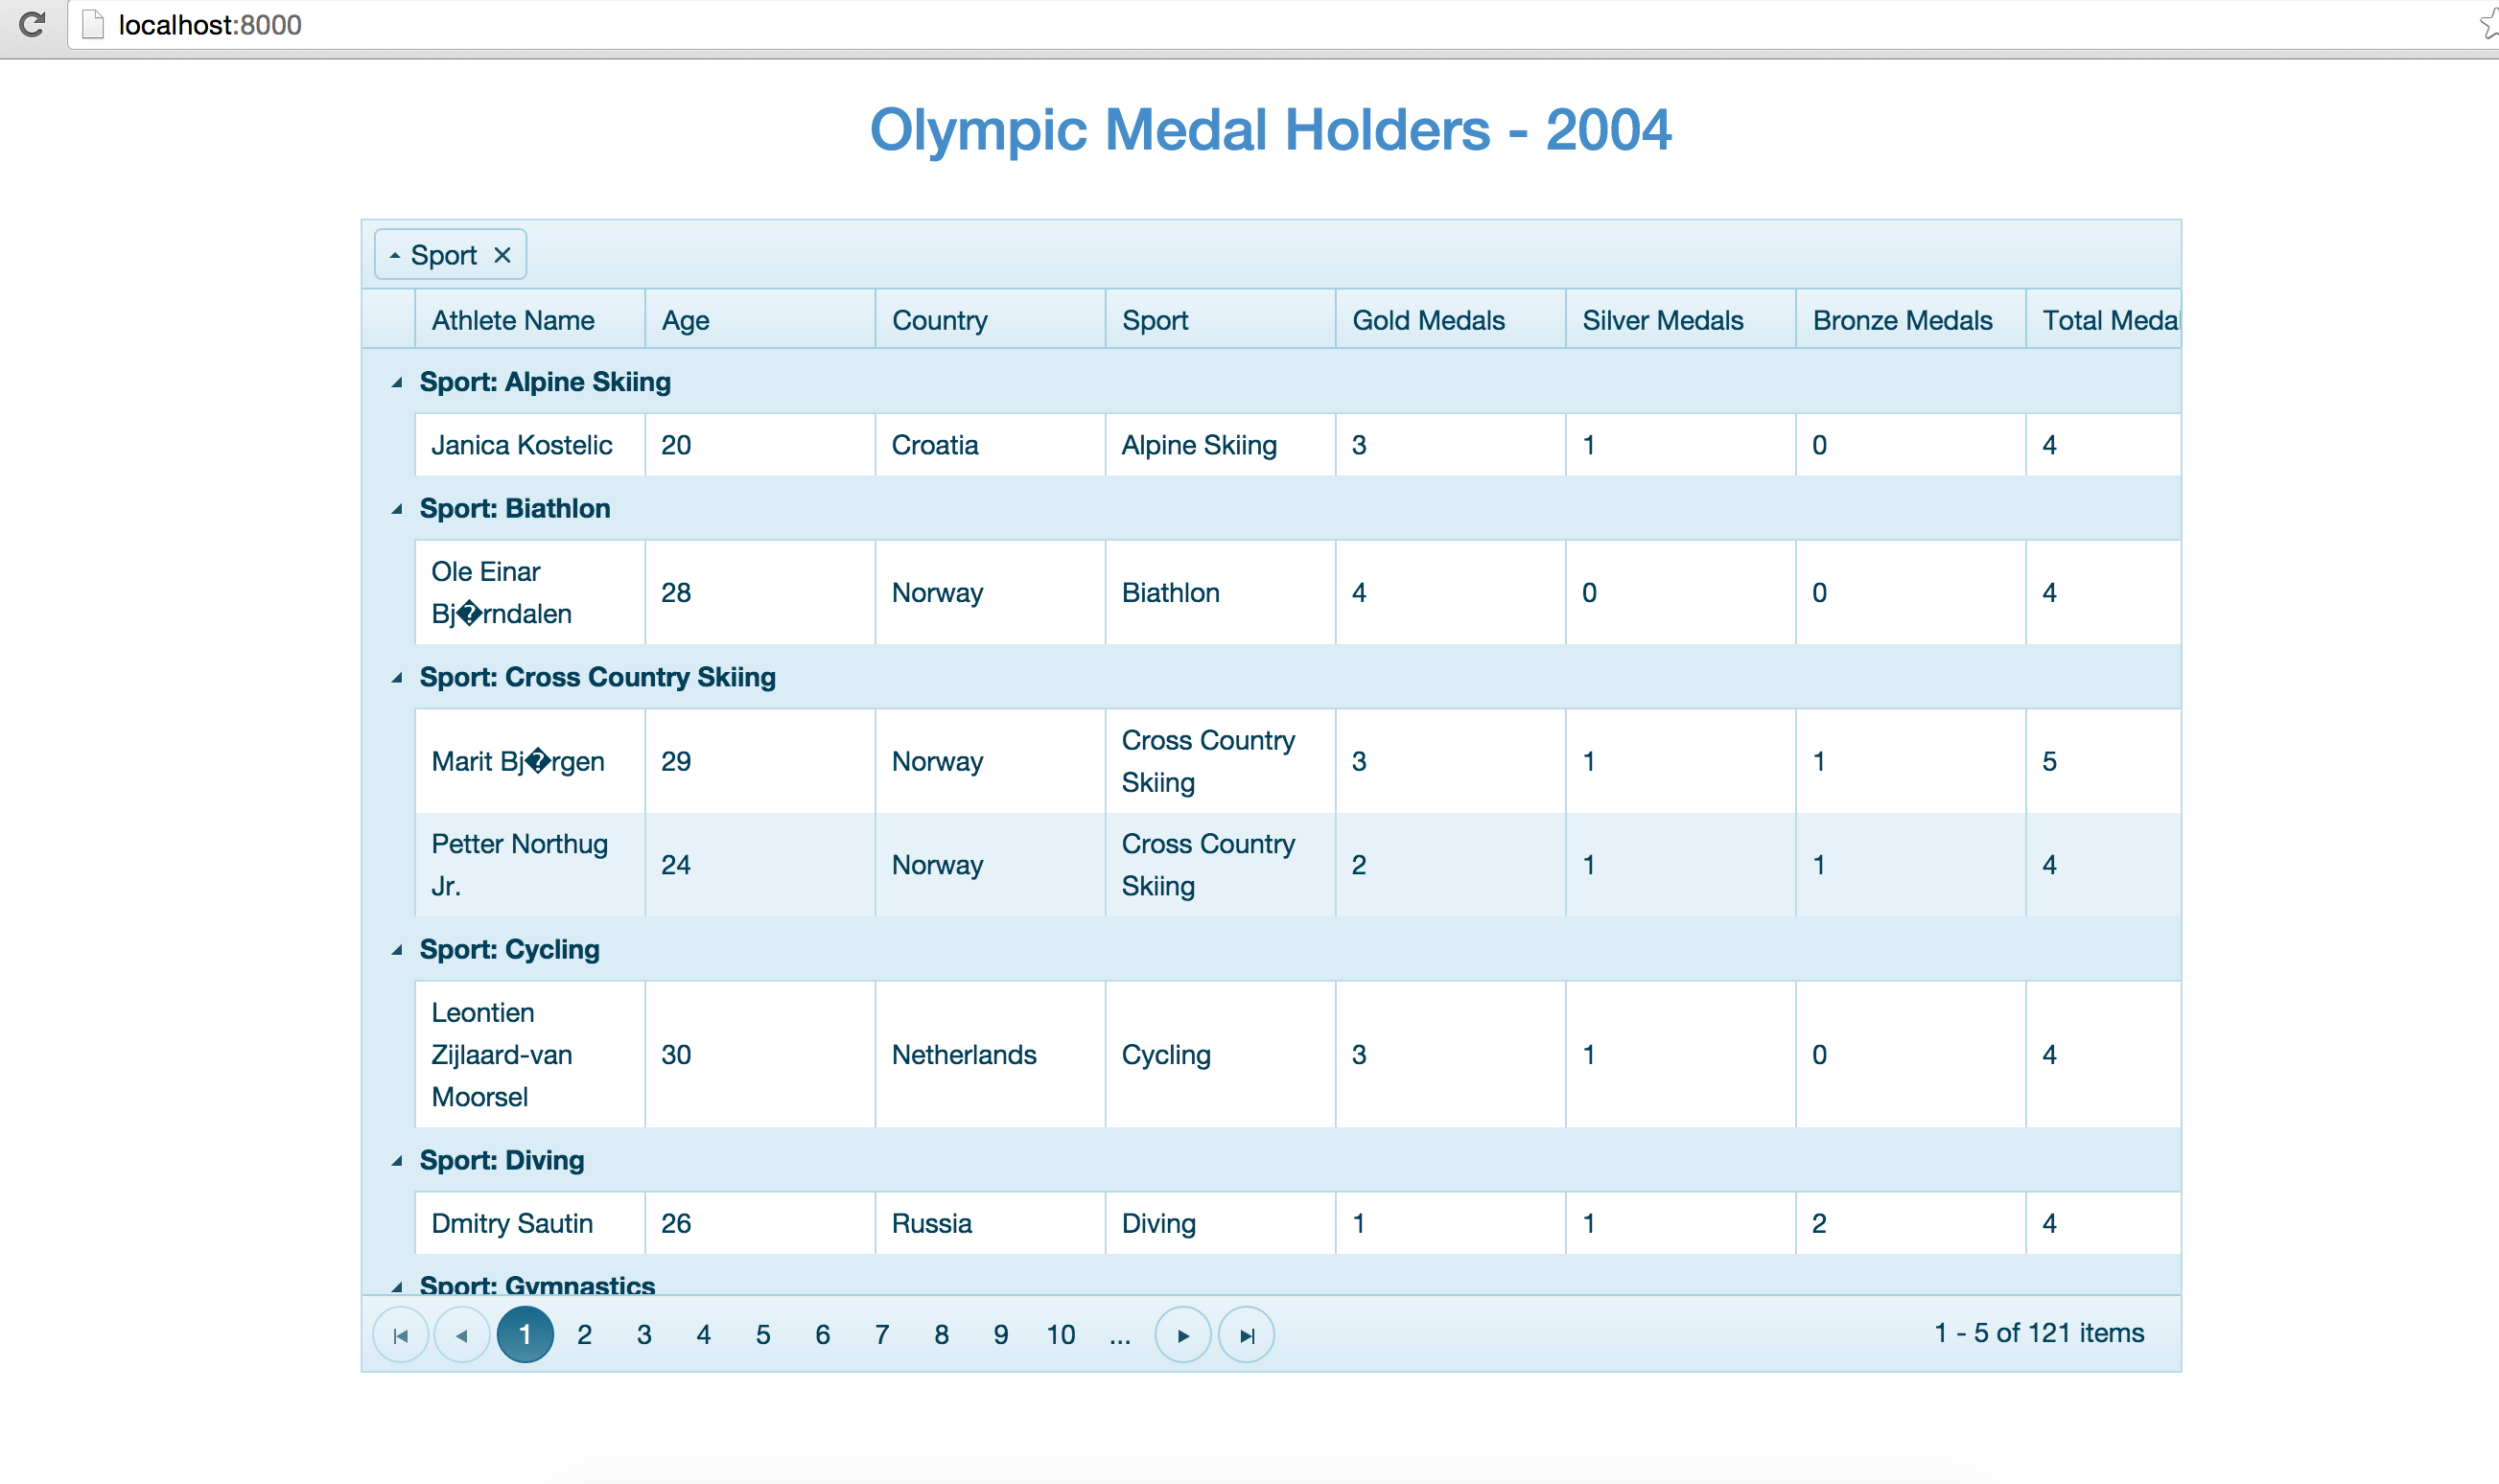 localhost:8000
Olympic Medal Holders - 2004
Sport
Athlete Name Age Country Sport Gold Medals Silver Medals Bronze Medals Total Meda
Sport: Alpine Skiing
Janica Kostelic 20 Croatia Alpine Skiing 3 1 0 4
Sport: Biathlon
Ole Einar
Bj�rndalen 28 Norway Biathlon 4 0 0 4
Sport: Cross Country Skiing
Marit Bj�rgen 29 Norway Cross Country
Skiing 3 1 1 5
Petter Northug
Jr. 24 Norway Cross Country
Skiing 2 1 1 4
Sport: Cycling
Leontien
Zijlaard-van
Moorsel 30 Netherlands Cycling 3 1 0 4
Sport: Diving
Dmitry Sautin 26 Russia Diving 1 1 2 4
Sport: Gymnastics
1 2 3 4 5 6 7 8 9 10 ... 1 - 5 of 121 items